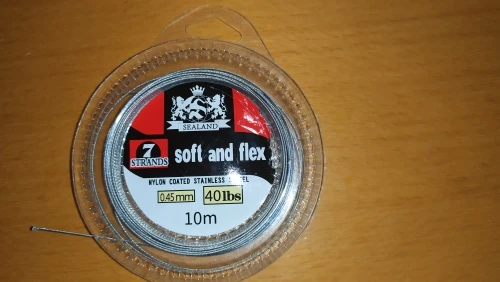 SEALAND
7
STRANDS
soft and flex
NYLON COATED STAINLESS STEEL
0.45mm
40lbs
10m